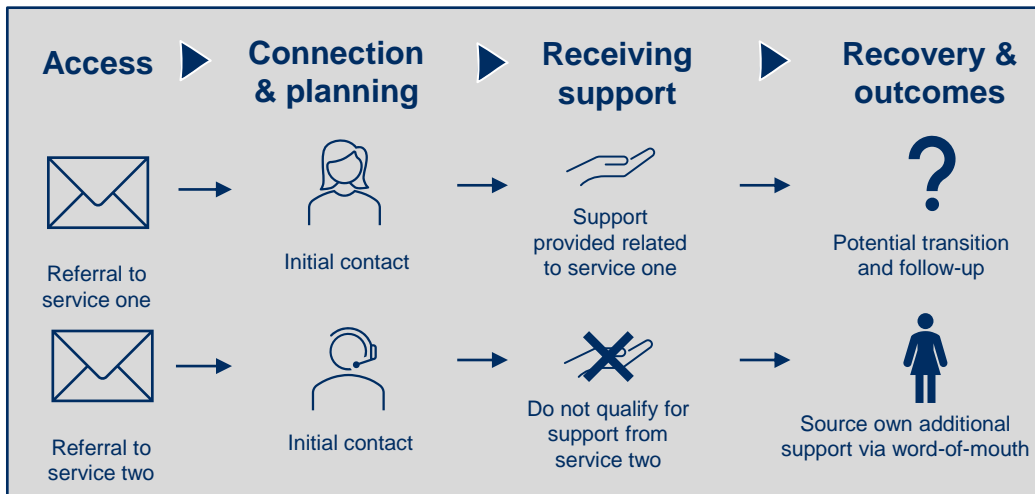 Access
Connection
& planning
Receiving
support
Recovery &
outcomes
Referral to
service one
Initial contact
Support
provided related
to service one
Potential transition
and follow-up
Referral to
service two
Initial contact
Do not qualify for
support from
service two
Source own additional
support via word-of-mouth